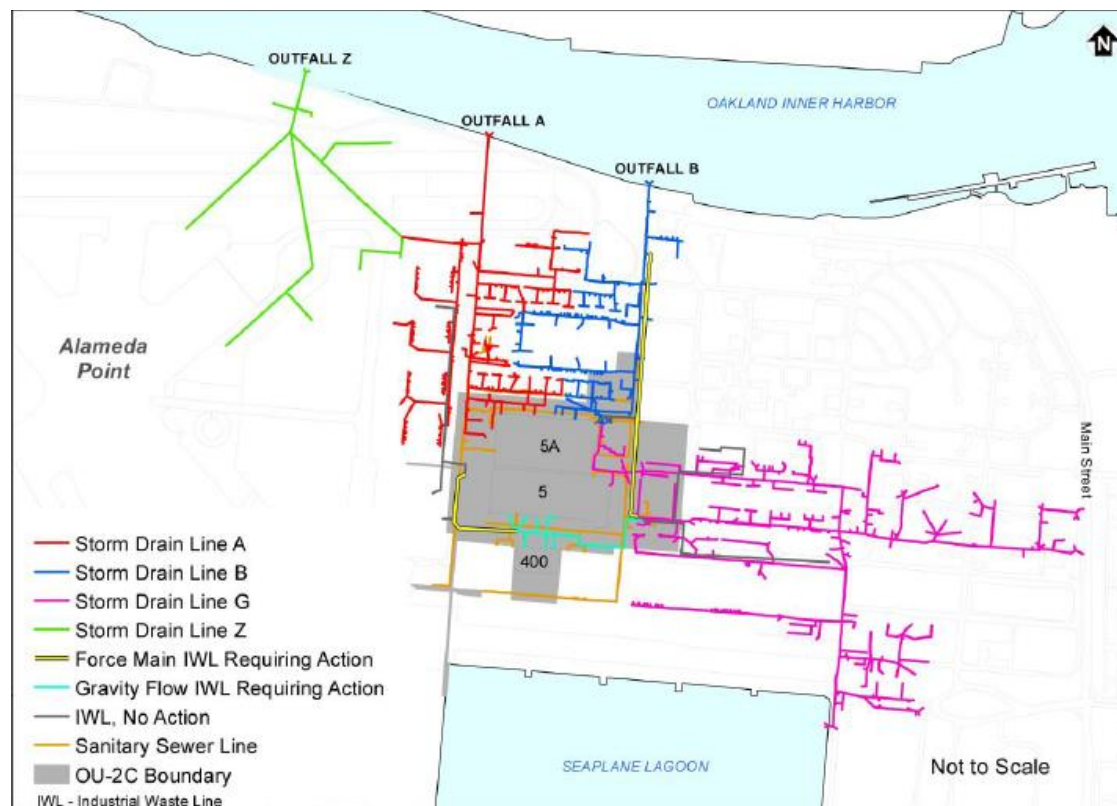 N
OUTFALL Z
OAKLAND INNER HARBOR
OUTFALL A
OUTFALL B
Alameda
Point
Main Street
5A
5
400
Storm Drain Line A
Storm Drain Line B
Storm Drain Line G
Storm Drain Line Z
Force Main IWL Requiring Action
Gravity Flow IWL Requiring Action
IWL, No Action
Sanitary Sewer Line
OU-2C Boundary
IWL - Industrial Waste Line
SEAPLANE LAGOON
Not to Scale